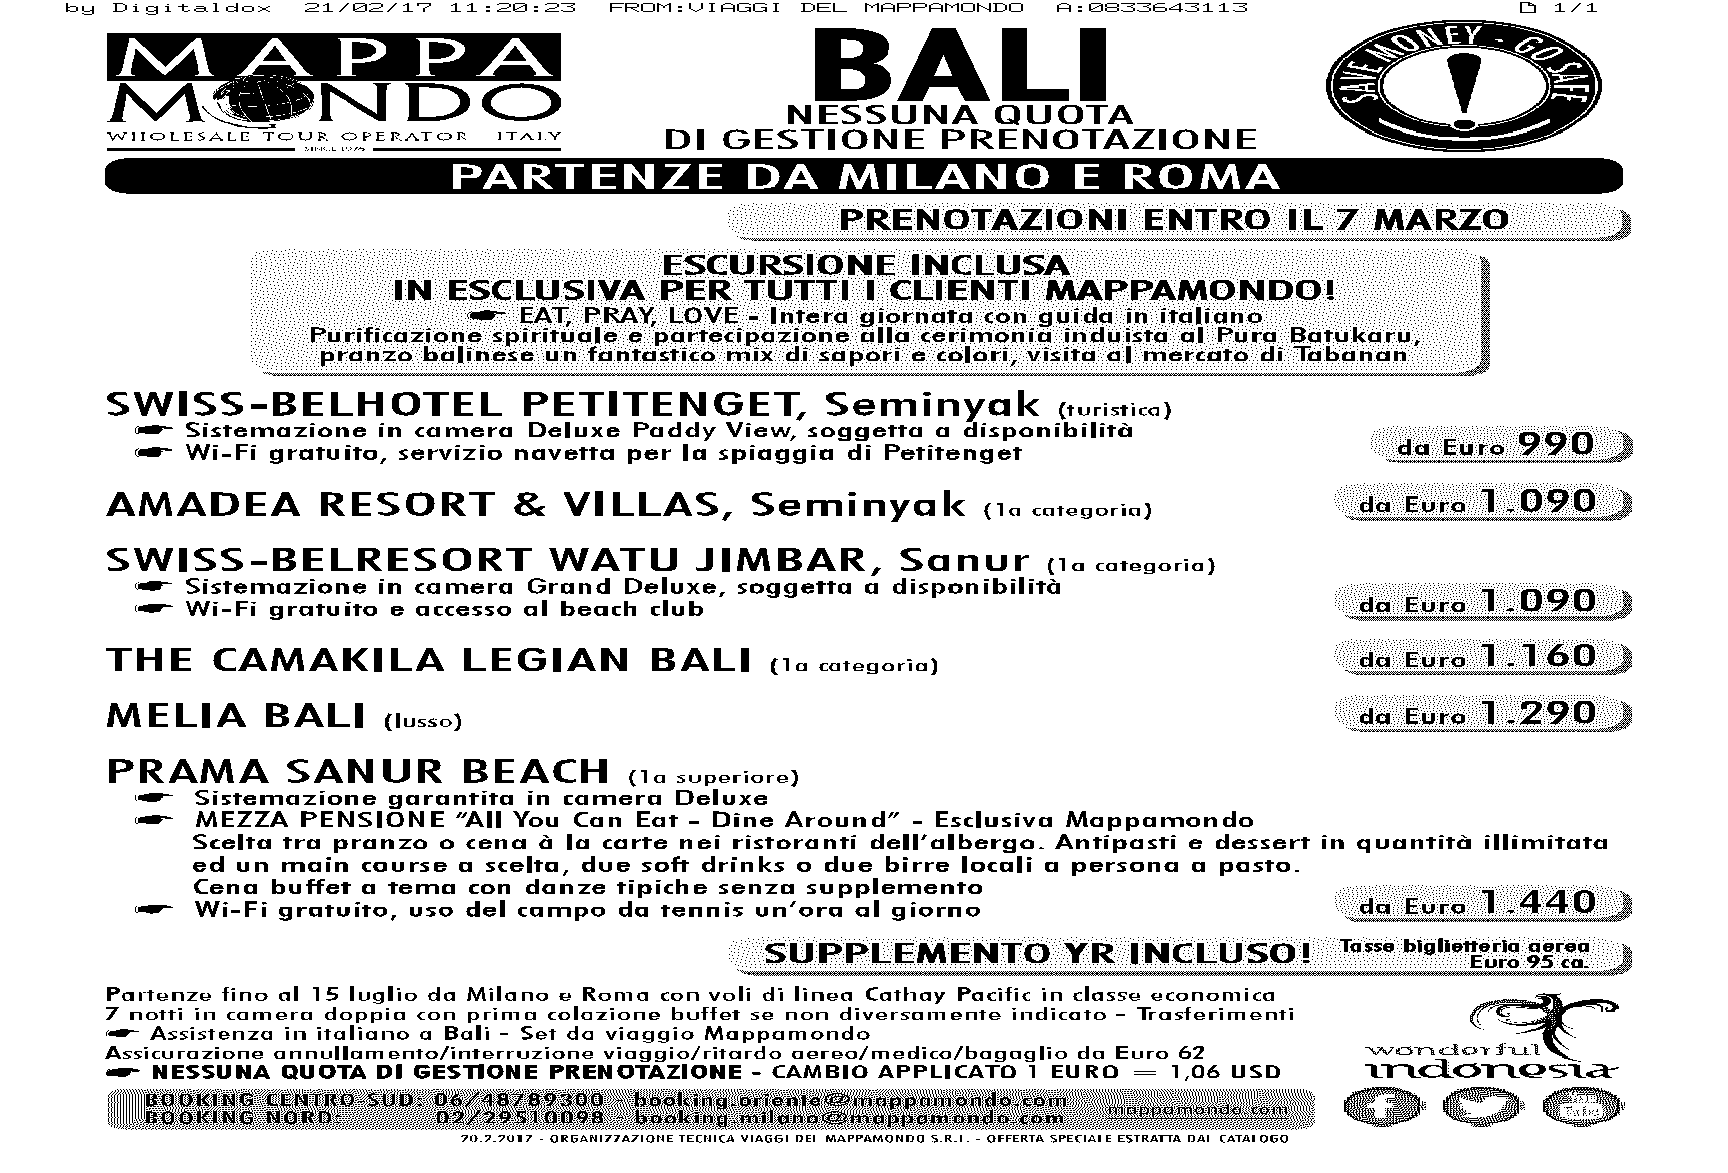 by Digitaldox 21/02/17 11:20:23 FROM:VIAGGI DEL MAPPAMONDO A:0833643113 1/1
MAPPA
MONDO
WHOLESALE TOUR OPERATOR ITALY
SINCE 1975
BALI
NESSUNA QUOTA
DI GESTIONE PRENOTAZIONE
SAVE MONEY - GO SAFE
PARTENZE DA MILANO E ROMA
PRENOTAZIONI ENTRO IL 7 MARZO
ESCURSIONE INCLUSA
IN ESCLUSIVA PER TUTTI I CLIENTI MAPPAMONDO!
EAT, PRAY, LOVE - Intera giornata con guida in italiano
Purificazione spirituale e partecipazione alla cerimonia induista al Pura Batukaru,
pranzo balinese un fantastico mix di sapori e colori, visita al mercato di Tabanan
SWISS-BELHOTEL PETITENGET, Seminyak (turistica)
Sistemazione in camera Deluxe Paddy View, soggetta a disponibilità
Wi-Fi gratuito, servizio navetta per la spiaggia di Petitenget
da Euro 990
AMADEA RESORT & VILLAS, Seminyak (1a categoria) da Euro 1.090
SWISS-BELRESORT WATU JIMBAR, Sanur (1a categoria)
Sistemazione in camera Grand Deluxe, soggetta a disponibilità
Wi-Fi gratuito e accesso al beach club
da Euro 1.090
THE CAMAKILA LEGIAN BALI (1a categoria) da Euro 1.160
MELIA BALI (lusso) da Euro 1.290
PRAMA SANUR BEACH (1a superiore)
Sistemazione garantita in camera Deluxe
MEZZA PENSIONE "All You Can Eat - Dine Around" - Esclusiva Mappamondo
Scelta tra pranzo o cena à la carte nei ristoranti dell'albergo. Antipasti e dessert in quantità illimitata
ed un main course a scelta, due soft drinks o due birre locali a persona a pasto.
Cena buffet a tema con danze tipiche senza supplemento
Wi-Fi gratuito, uso del campo da tennis un'ora al giorno
da Euro 1.440
SUPPLEMENTO YR INCLUSO! Tasse biglietteria aerea
Euro 95 ca.
Partenze fino al 15 luglio da Milano e Roma con voli di linea Cathay Pacific in classe economica
7 notti in camera doppia con prima colazione buffet se non diversamente indicato - Trasferimenti
Assistenza in italiano a Bali - Set da viaggio Mappamondo
Assicurazione annullamento/interruzione viaggio/ritardo aereo/medico/bagaglio da Euro 62
NESSUNA QUOTA DI GESTIONE PRENOTAZIONE - CAMBIO APPLICATO 1 EURO = 1,06 USD
wonderful
indonesia
BOOKING CENTRO SUD: 06/48789300 booking.oriente@mappamondo.com
BOOKING NORD: 02/29510098 booking.milano@mappamondo.com
mappamondo.com
20.2.2017 - ORGANIZZAZIONE TECNICA VIAGGI DEL MAPPAMONDO S.R.L. - OFFERTA SPECIALE ESTRATTA DAL CATALOGO